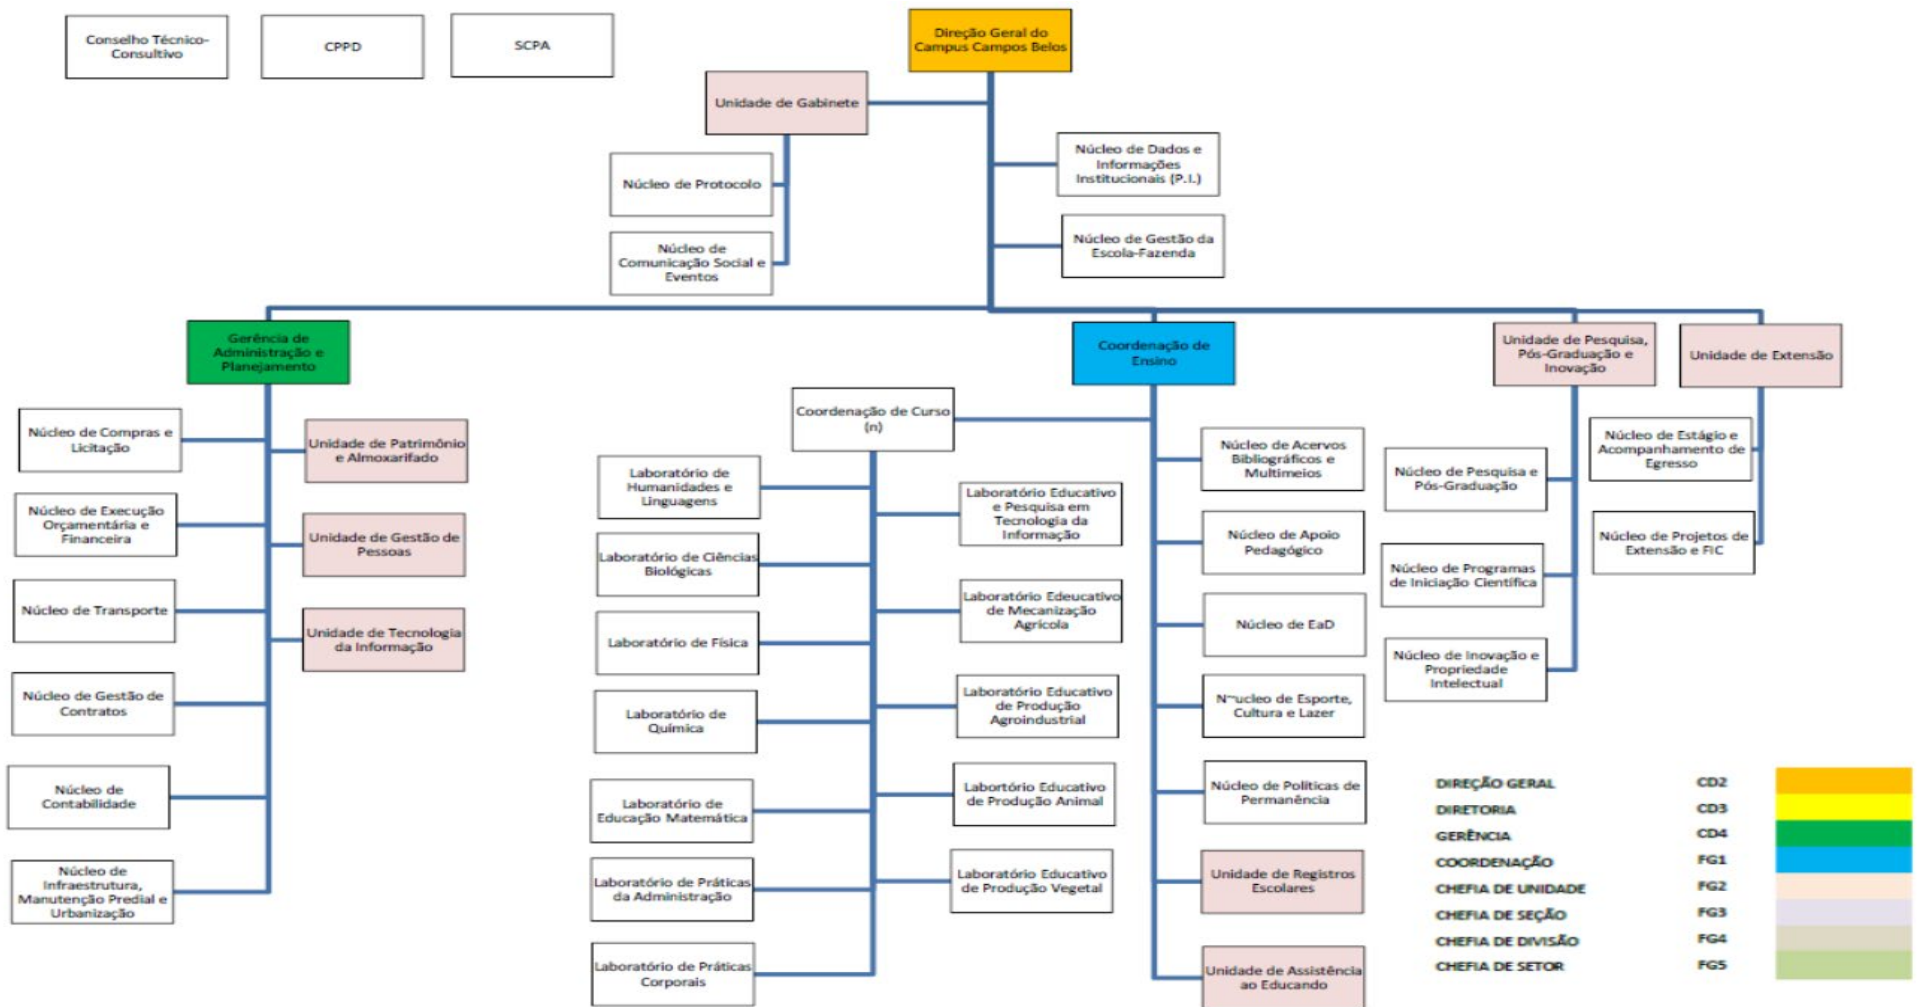 Conselho Técnico-
Consultivo
CPPD
SCPA
Direção Geral do
Campus Campos Belos
Unidade de Gabinete
Núcleo de Protocolo
Núcleo de
Comunicação Social e
Eventos
Núcleo de Dados e
Informações
Institucionais (P.I.)
Núcleo de Gestão da
Escola-Fazenda
Gerência de
Administração e
Planejamento
Núcleo de Compras e
Licitação
Núcleo de Execução
Orçamentária e
Financeira
Núcleo de Transporte
Núcleo de Gestão de
Contratos
Núcleo de
Contabilidade
Núcleo de
Infraestrutura,
Manutenção Predial e
Urbanização
Unidade de Patrimônio
e Almoxarifado
Unidade de Gestão de
Pessoas
Unidade de Tecnologia
da Informação
Coordenação de
Ensino
Coordenação de Curso
(n)
Laboratório de
Humanidades e
Linguagens
Laboratório de Ciências
Biológicas
Laboratório de Física
Laboratório de
Química
Laboratório de
Educação Matemática
Laboratório de Práticas
da Administração
Laboratório de Práticas
Corporais
Laboratório Educativo
e Pesquisa em
Tecnologia da
Informação
Laboratório Edeucativo
de Mecanização
Agrícola
Laboratório Educativo
de Produção
Agroindustrial
Labortório Educativo
de Produção Animal
Laboratório Educativo
de Produção Vegetal
Núcleo de Acervos
Bibliográficos e
Multimeios
Núcleo de Apoio
Pedagógico
Núcleo de EaD
N~ucleo de Esporte,
Cultura e Lazer
Núcleo de Políticas de
Permanência
Unidade de Registros
Escolares
Unidade de Assistência
ao Educando
Unidade de Pesquisa,
Pós-Graduação e
Inovação
Núcleo de Pesquisa e
Pós-Graduação
Núcleo de Programas
de Iniciação Científica
Núcleo de Inovação e
Propriedade
Intelectual
Unidade de Extensão
Núcleo de Estágio e
Acompanhamento de
Egresso
Núcleo de Projetos de
Extensão e FIC
DIREÇÃO GERAL CD2
DIRETORIA CD3
GERÊNCIA CD4
COORDENAÇÃO FG1
CHEFIA DE UNIDADE FG2
CHEFIA DE SEÇÃO FG3
CHEFIA DE DIVISÃO FG4
CHEFIA DE SETOR FG5